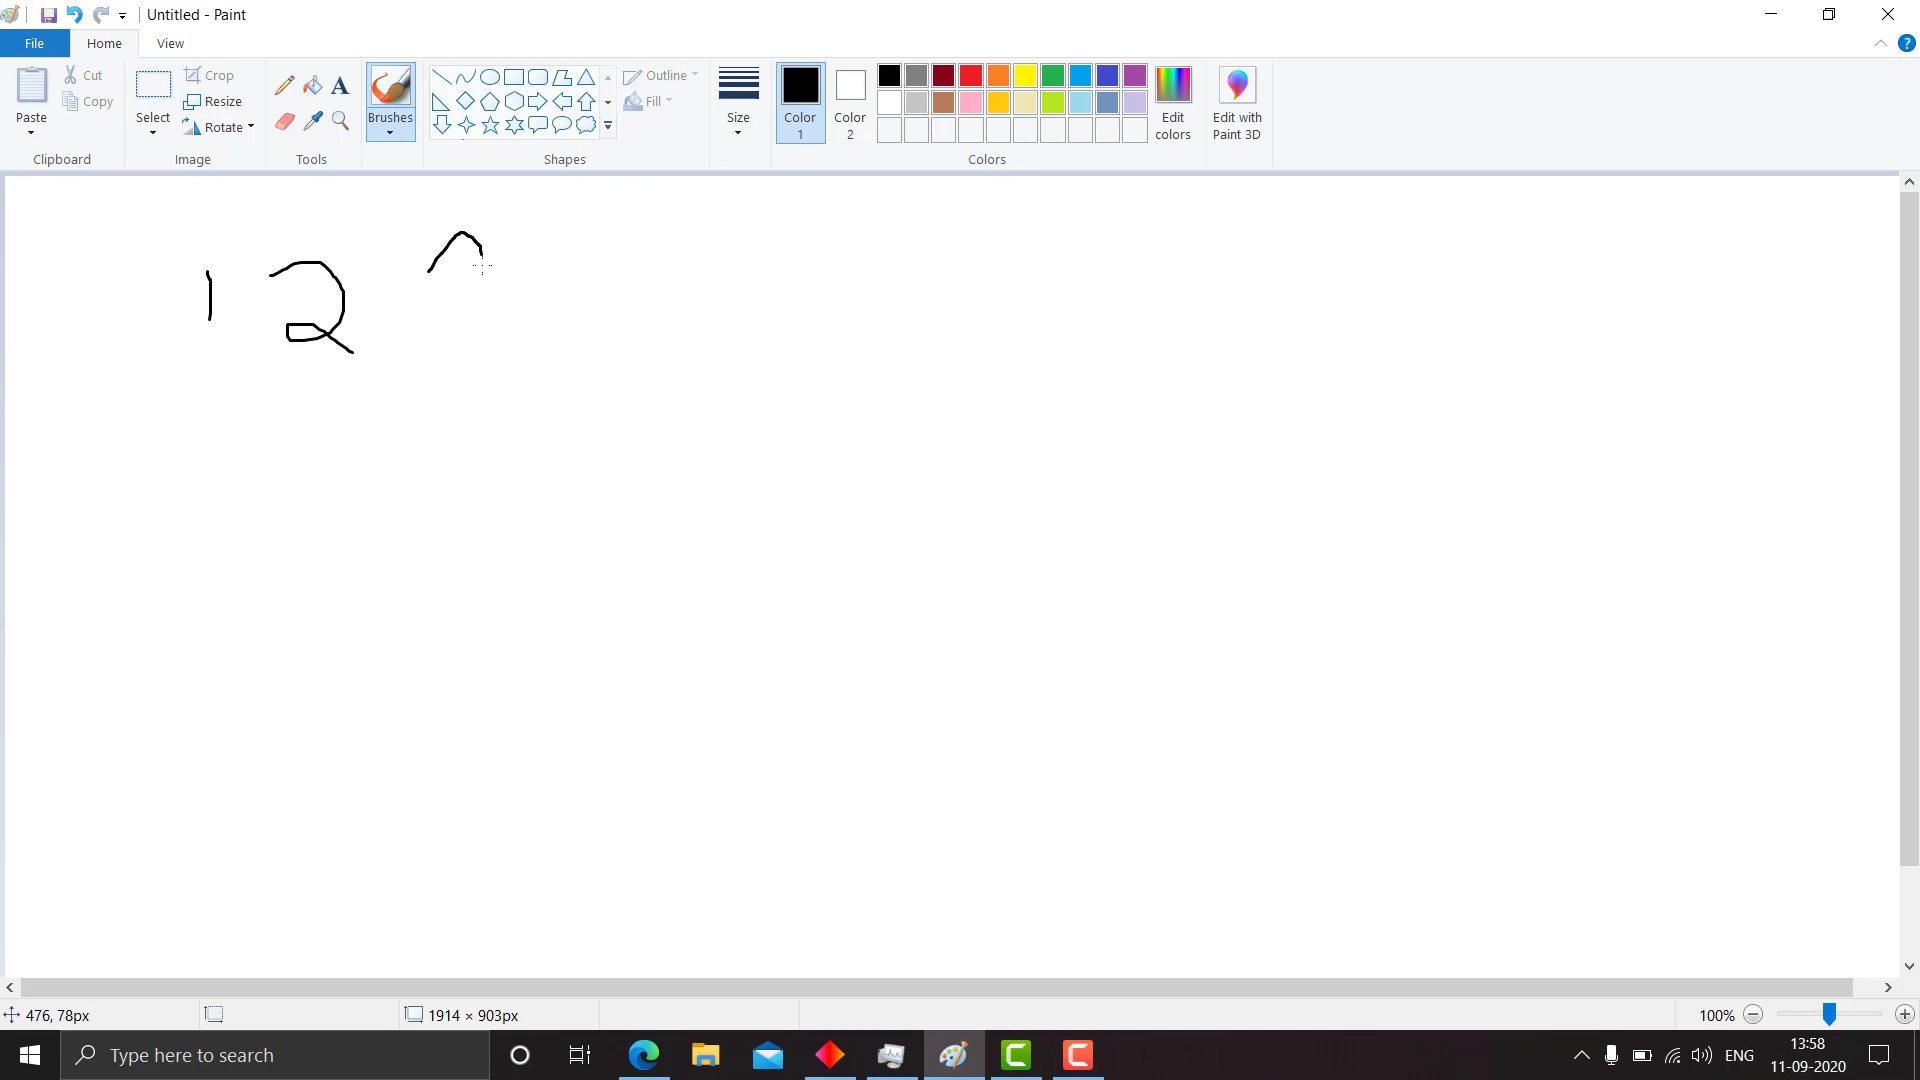 Untitled - Paint
File Home View
Paste Cut Copy Select Crop Resize Rotate Brushes Outline Fill Size Color 1 Color 2 Edit colors Edit with Paint 3D
Clipboard Image Tools Shapes Colors
1 2
476, 78px 1914 × 903px 100%
Type here to search ENG 13:58
11-09-2020